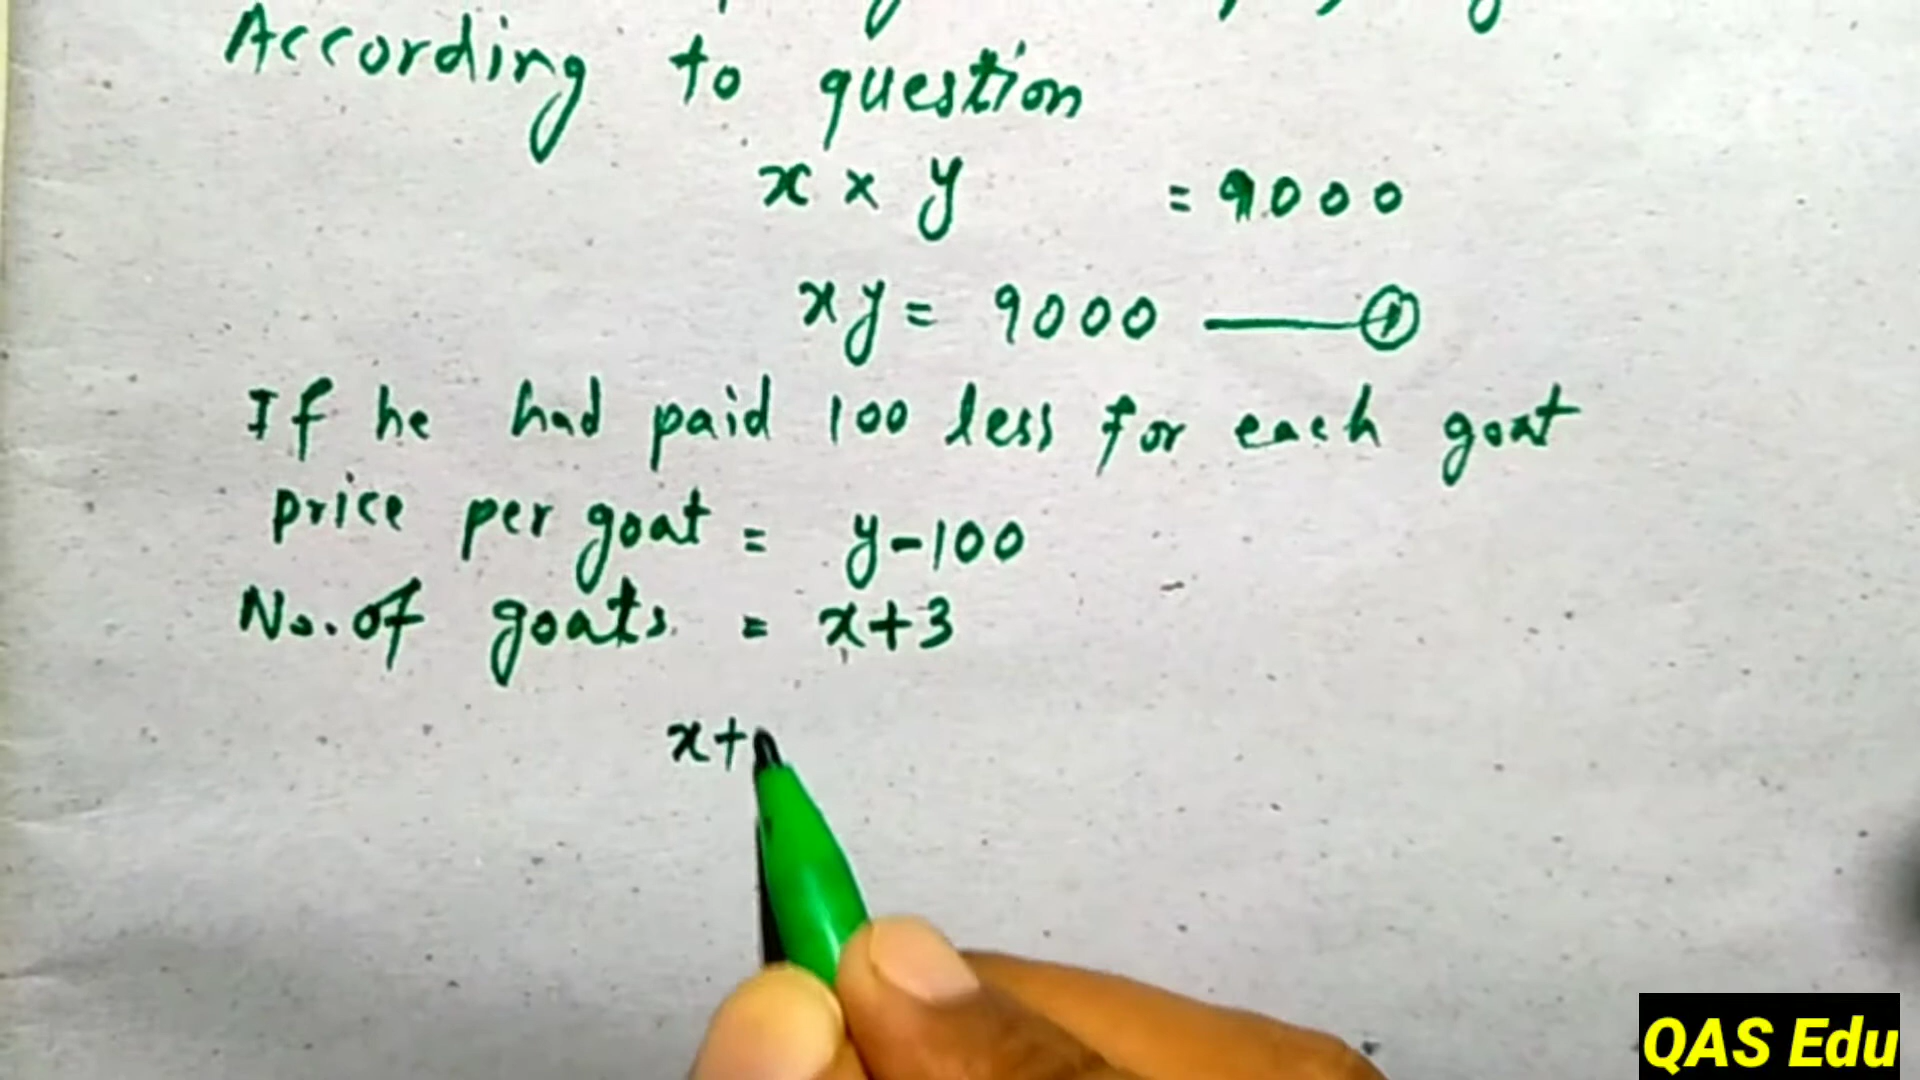 According to question
x × y = 9000
xy = 9000 —— ①
If he had paid 100 less for each goat
price per goat = y-100
No. of goats = x+3
x+
QAS Edu